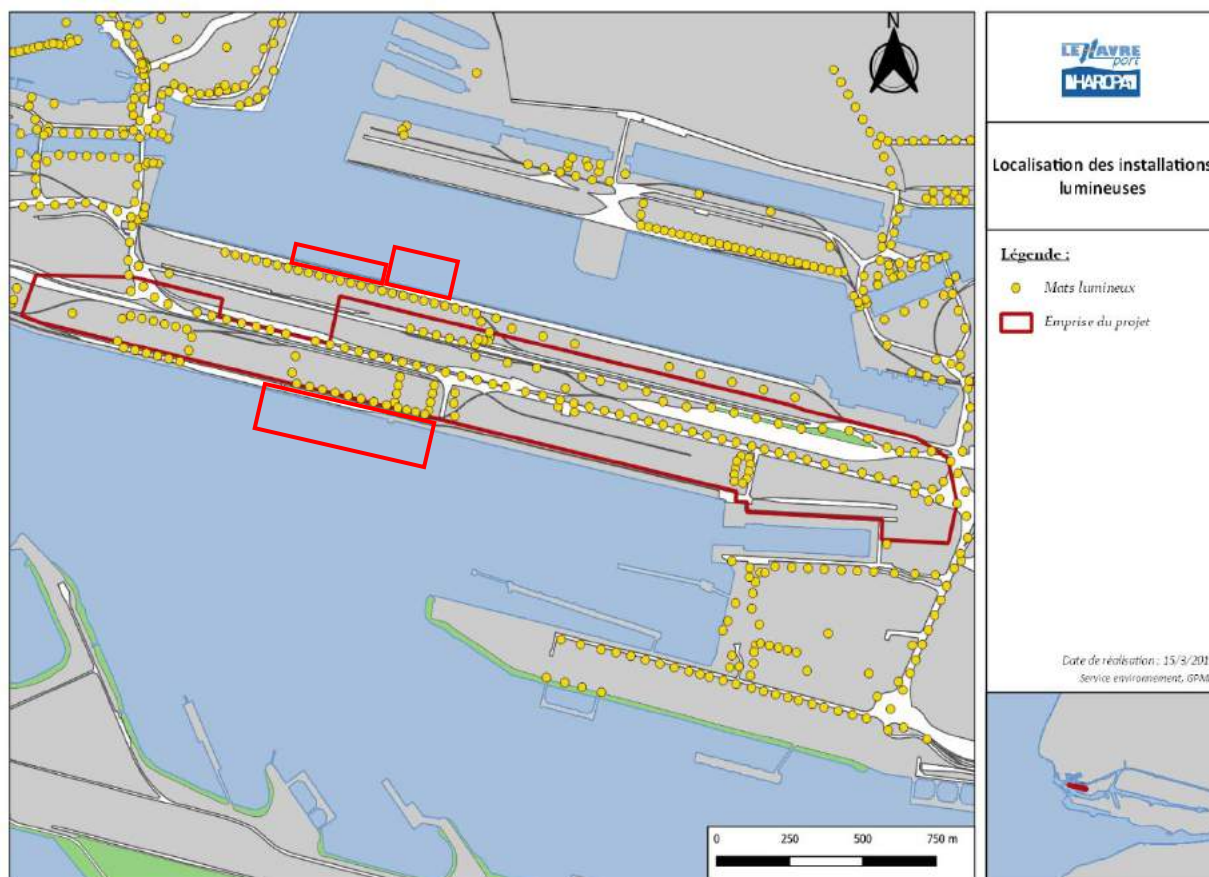 N
0 250 500 750 m
LE HAVRE
port
HAROPA
Localisation des installations
lumineuses
Légende :
Mats lumineux
Emprise du projet
Date de réalisation : 15/3/201
Service environnement, GPM